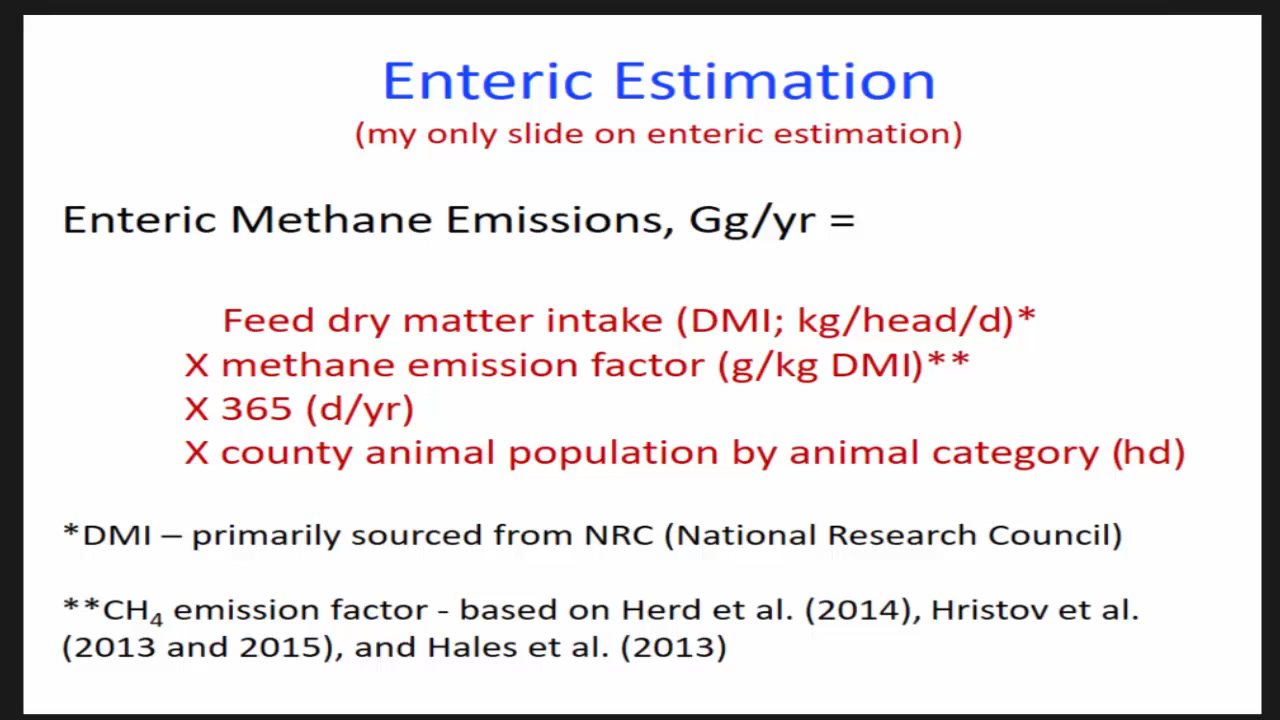 Enteric Estimation
(my only slide on enteric estimation)
Enteric Methane Emissions, Gg/yr =
Feed dry matter intake (DMI; kg/head/d)*
X methane emission factor (g/kg DMI)**
X 365 (d/yr)
X county animal population by animal category (hd)
*DMI – primarily sourced from NRC (National Research Council)
**CH₄ emission factor - based on Herd et al. (2014), Hristov et al.
(2013 and 2015), and Hales et al. (2013)